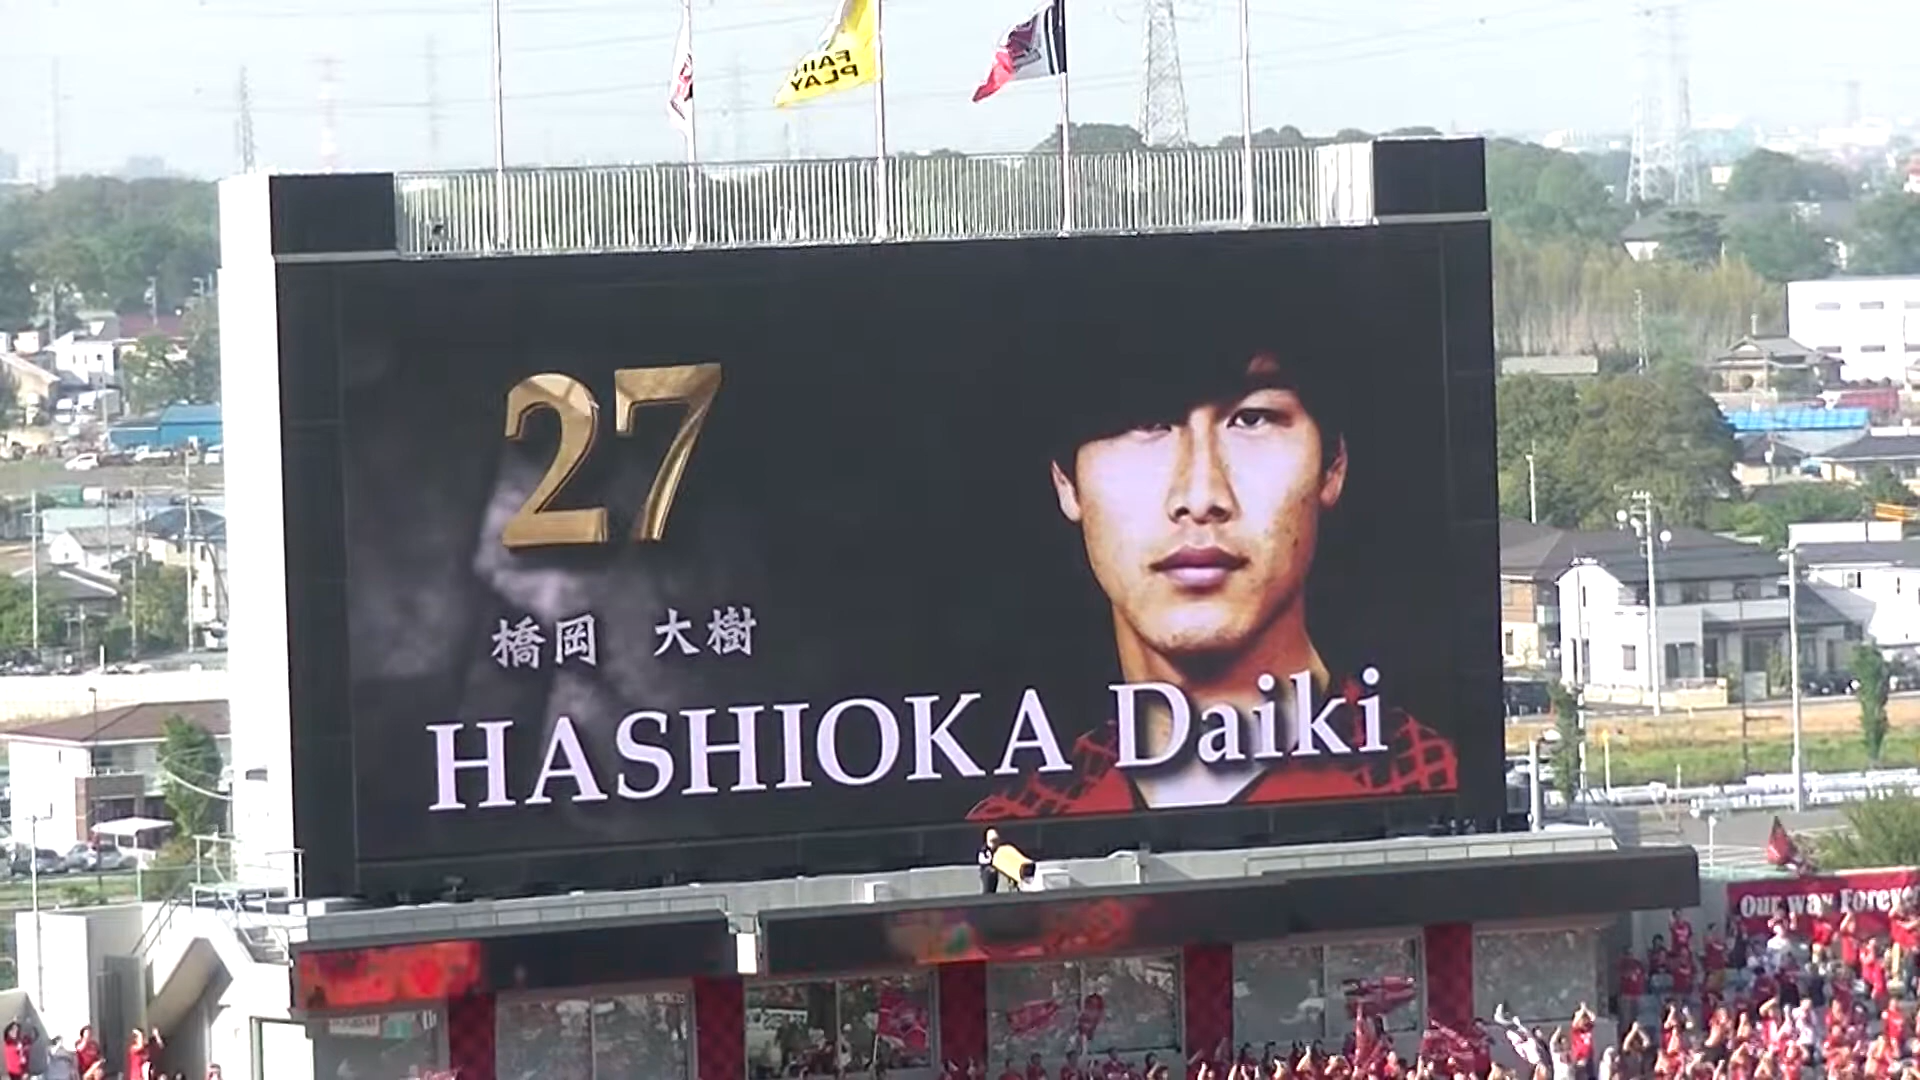 FAIR
PLAY
27
橋岡 大樹
HASHIOKA Daiki
Our way Forever